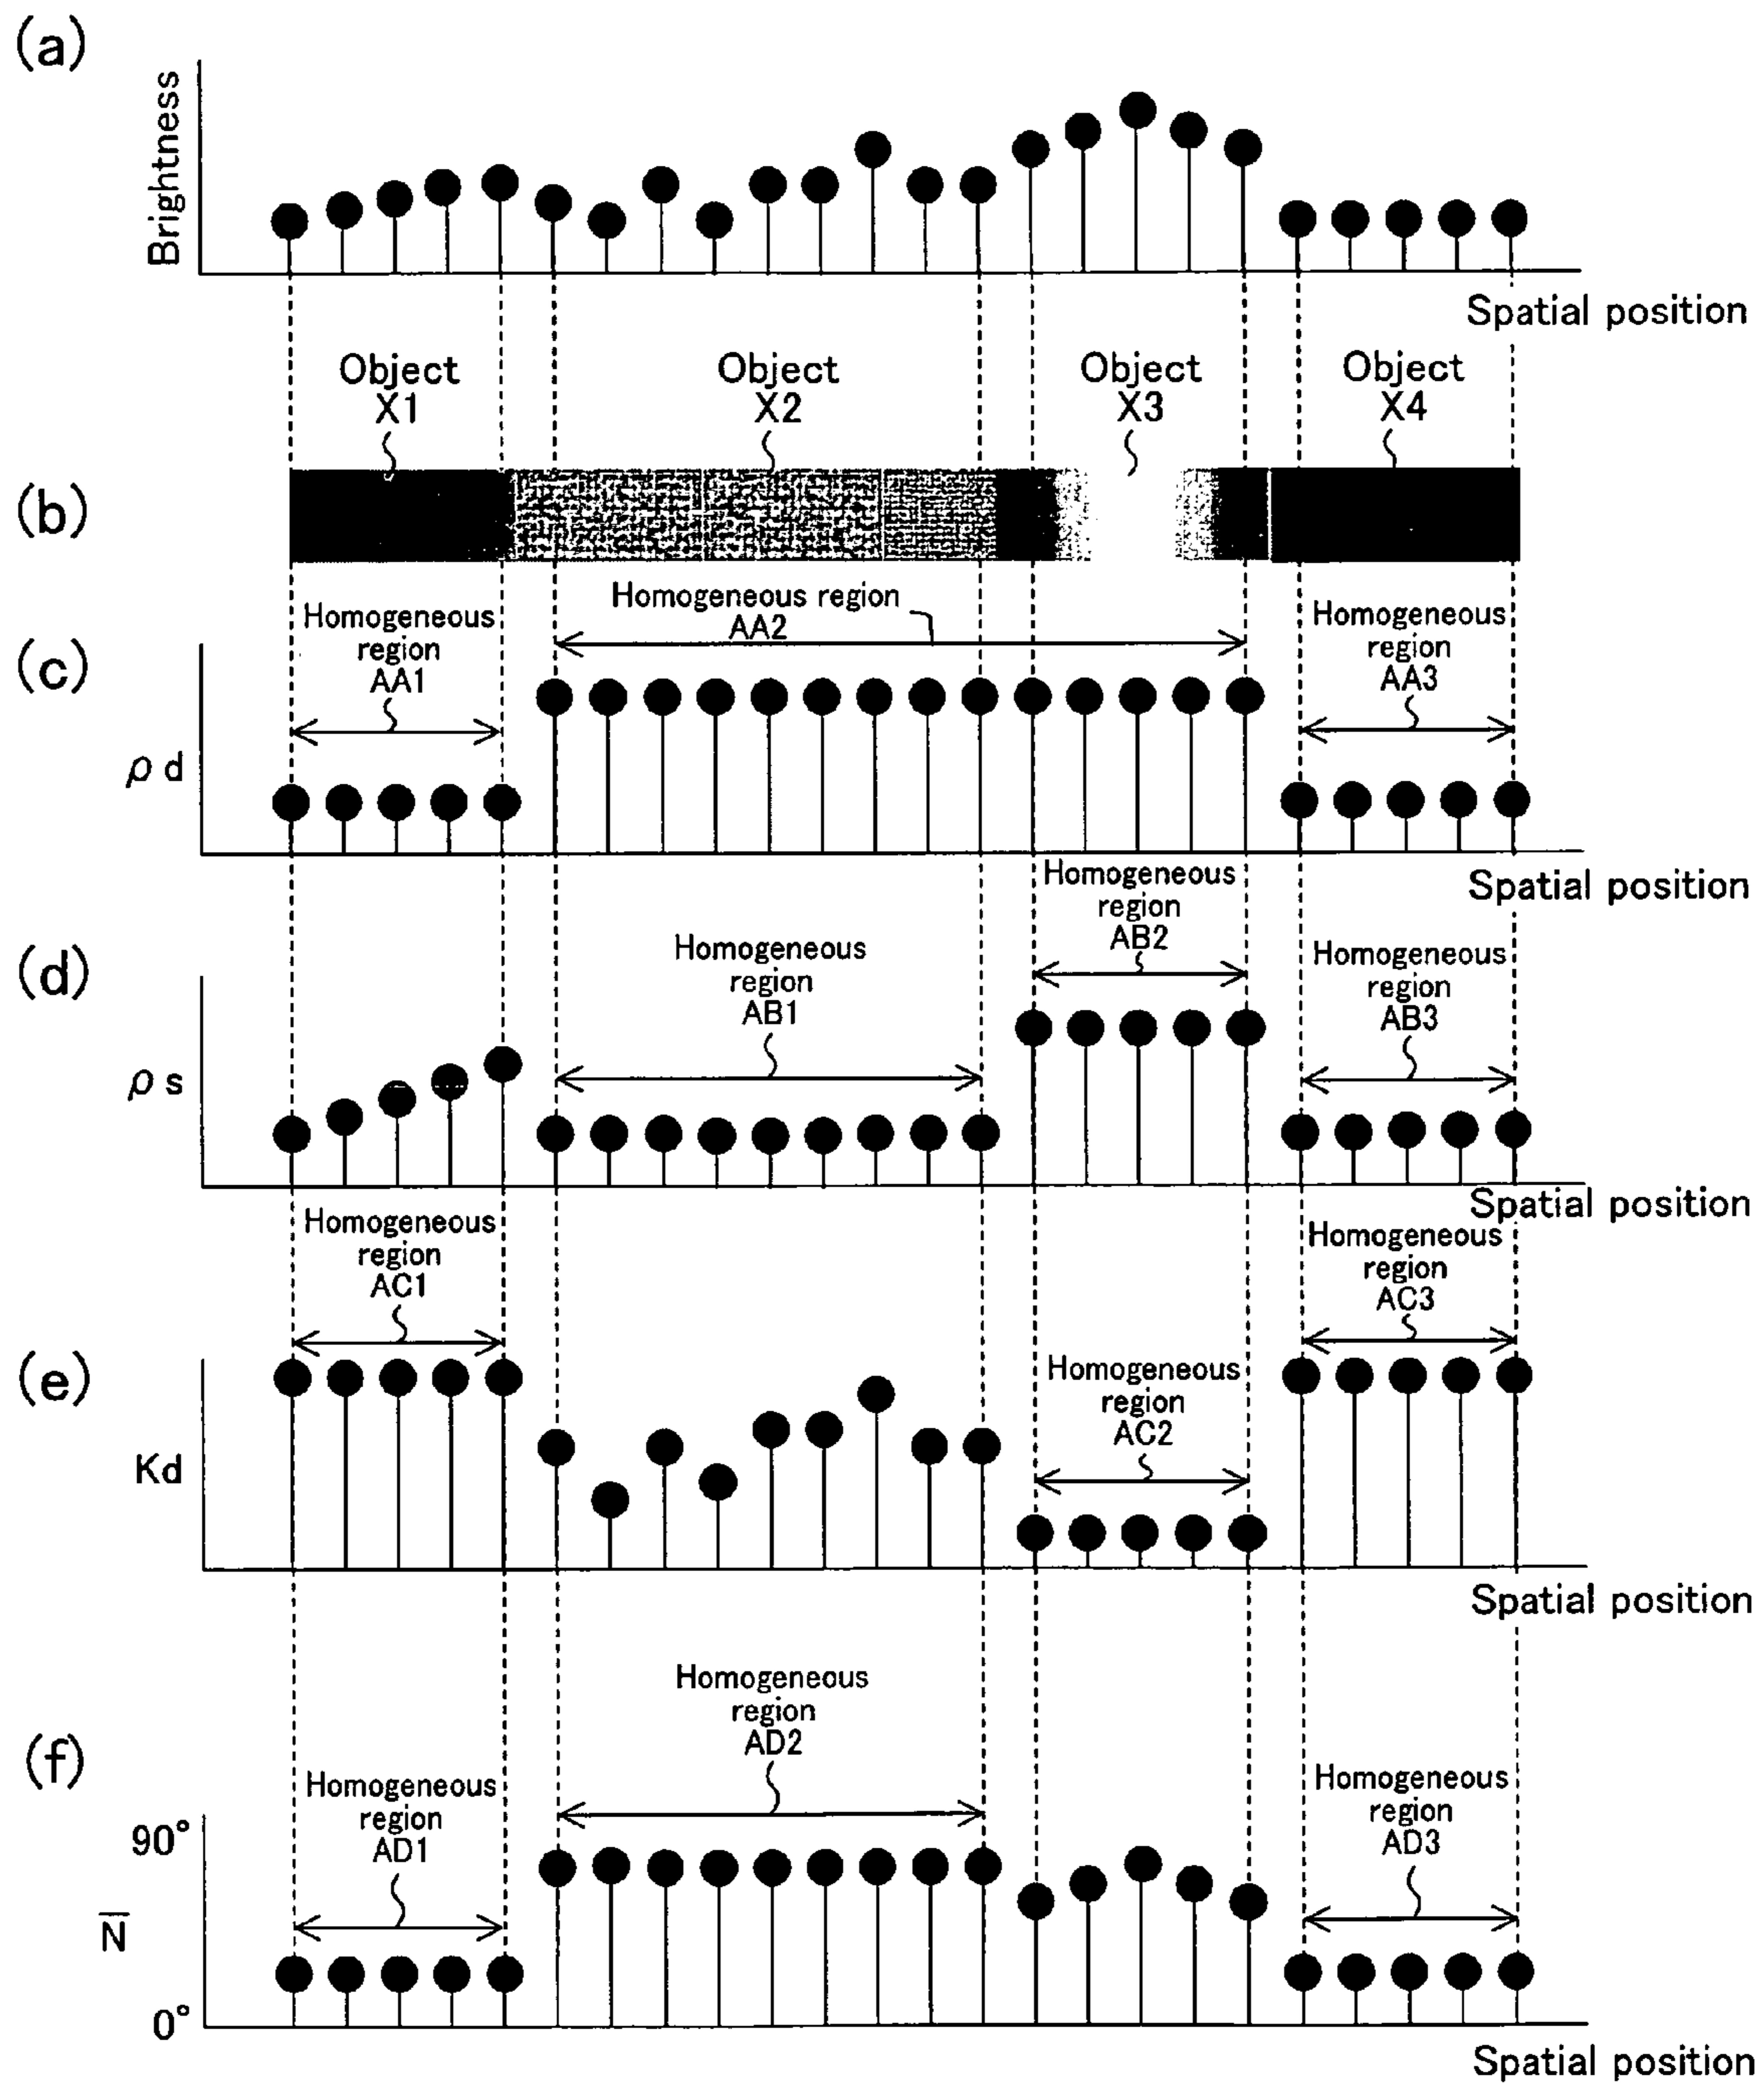 (a)
Brightness
Spatial position
Object
X1
Object
X2
Object
X3
Object
X4
(b)
Homogeneous
region
AA1
Homogeneous region
AA2
Homogeneous
region
AA3
(c)
ρd
Spatial position
Homogeneous
region
AB1
Homogeneous
region
AB2
Homogeneous
region
AB3
(d)
ρs
Spatial position
Homogeneous
region
AC1
Homogeneous
region
AC2
Homogeneous
region
AC3
(e)
Kd
Spatial position
Homogeneous
region
AD1
Homogeneous
region
AD2
Homogeneous
region
AD3
(f)
90°
N̅
0°
Spatial position